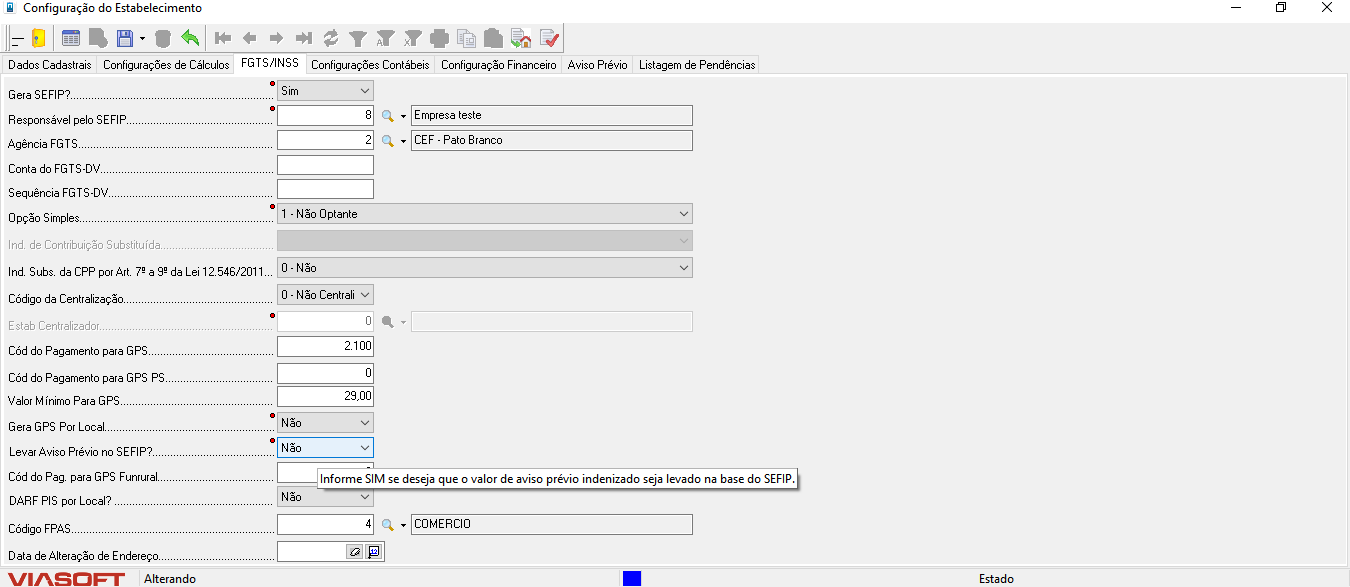 Configuração do Estabelecimento
Dados Cadastrais Configurações de Cálculos FGTS/INSS Configurações Contábeis Configuração Financeiro Aviso Prévio Listagem de Pendências
Gera SEFIP? Sim
Responsável pelo SEFIP 8 Empresa teste
Agência FGTS 2 CEF - Pato Branco
Conta do FGTS-DV
Sequência FGTS-DV
Opção Simples 1 - Não Optante
Ind. de Contribuição Substituída
Ind. Subs. da CPP por Art. 7º a 9º da Lei 12.546/2011... 0 - Não
Código da Centralização 0 - Não Centrali
Estab Centralizador 0
Cód do Pagamento para GPS 2.100
Cód do Pagamento para GPS PS 0
Valor Mínimo Para GPS 29,00
Gera GPS Por Local Não
Levar Aviso Prévio no SEFIP? Não
Cód do Pag. para GPS Funrural
Informe SIM se deseja que o valor de aviso prévio indenizado seja levado na base do SEFIP.
DARF PIS por Local? Não
Código FPAS 4 COMERCIO
Data de Alteração de Endereço 12
VIASOFT Alterando Estado